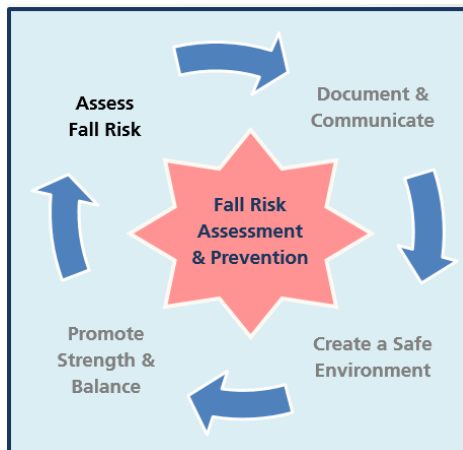 Assess
Fall Risk
Document &
Communicate
Fall Risk
Assessment
& Prevention
Promote
Strength &
Balance
Create a Safe
Environment